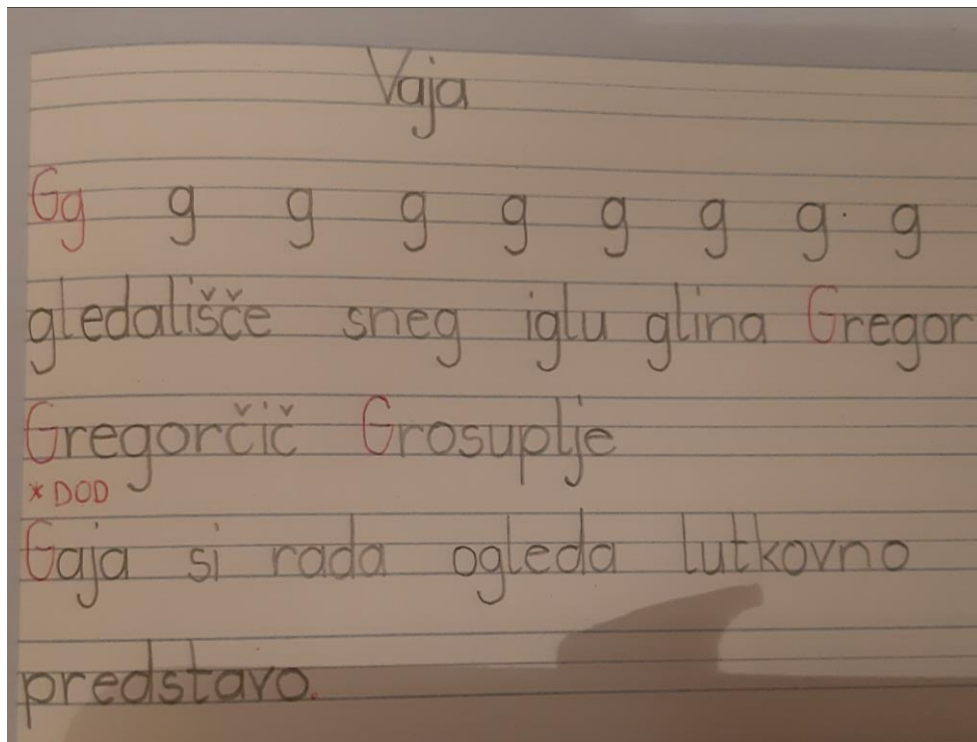 Vaja
Gg g g g g g g g g
gledališče sneg iglu glina Gregor
Gregorčič Grosuplje
* DOD
Gaja si rada ogleda lutkovno
predstavo.